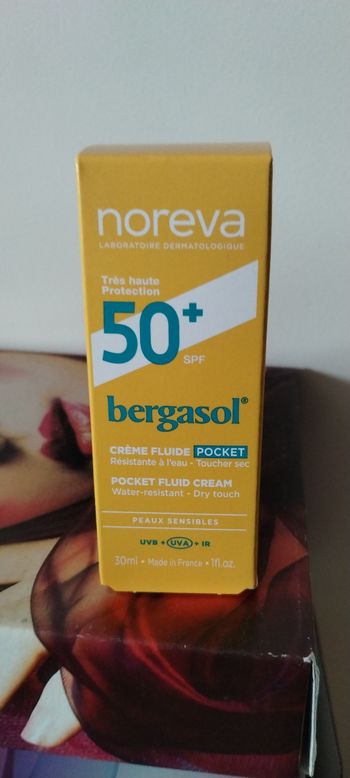 noreva
LABORATOIRE DERMATOLOGIQUE
Très haute
Protection
50+
SPF
bergasol®
CRÈME FLUIDE POCKET
Résistante à l'eau - Toucher sec
POCKET FLUID CREAM
Water-resistant - Dry touch
PEAUX SENSIBLES
UVB + UVA + IR
30ml • Made in France • 1fl.oz.